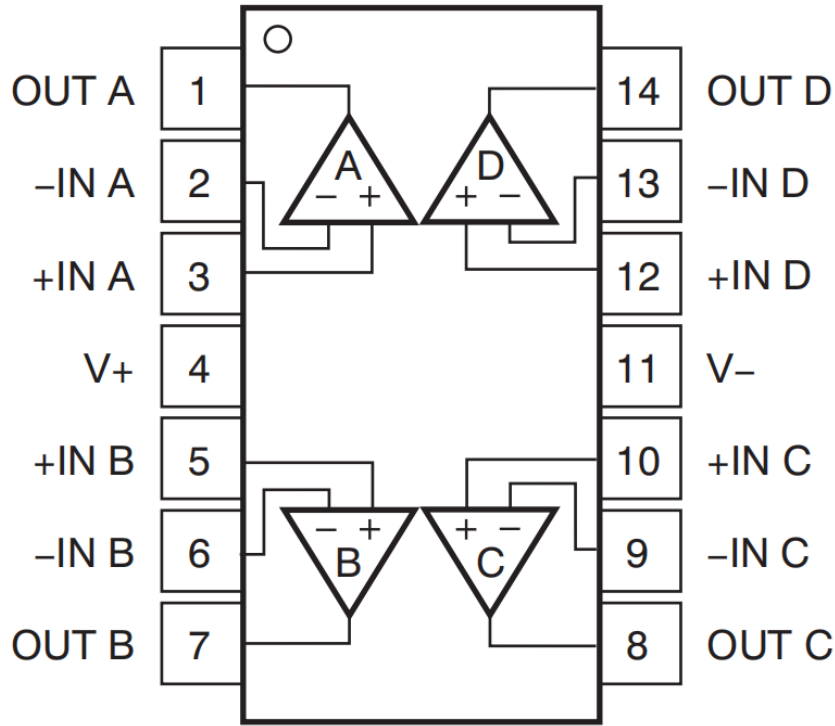 OUT A 1 14 OUT D
A D
−IN A 2 − + + − 13 −IN D
+IN A 3 12 +IN D
V+ 4 11 V−
+IN B 5 10 +IN C
− + + −
−IN B 6 B C 9 −IN C
OUT B 7 8 OUT C